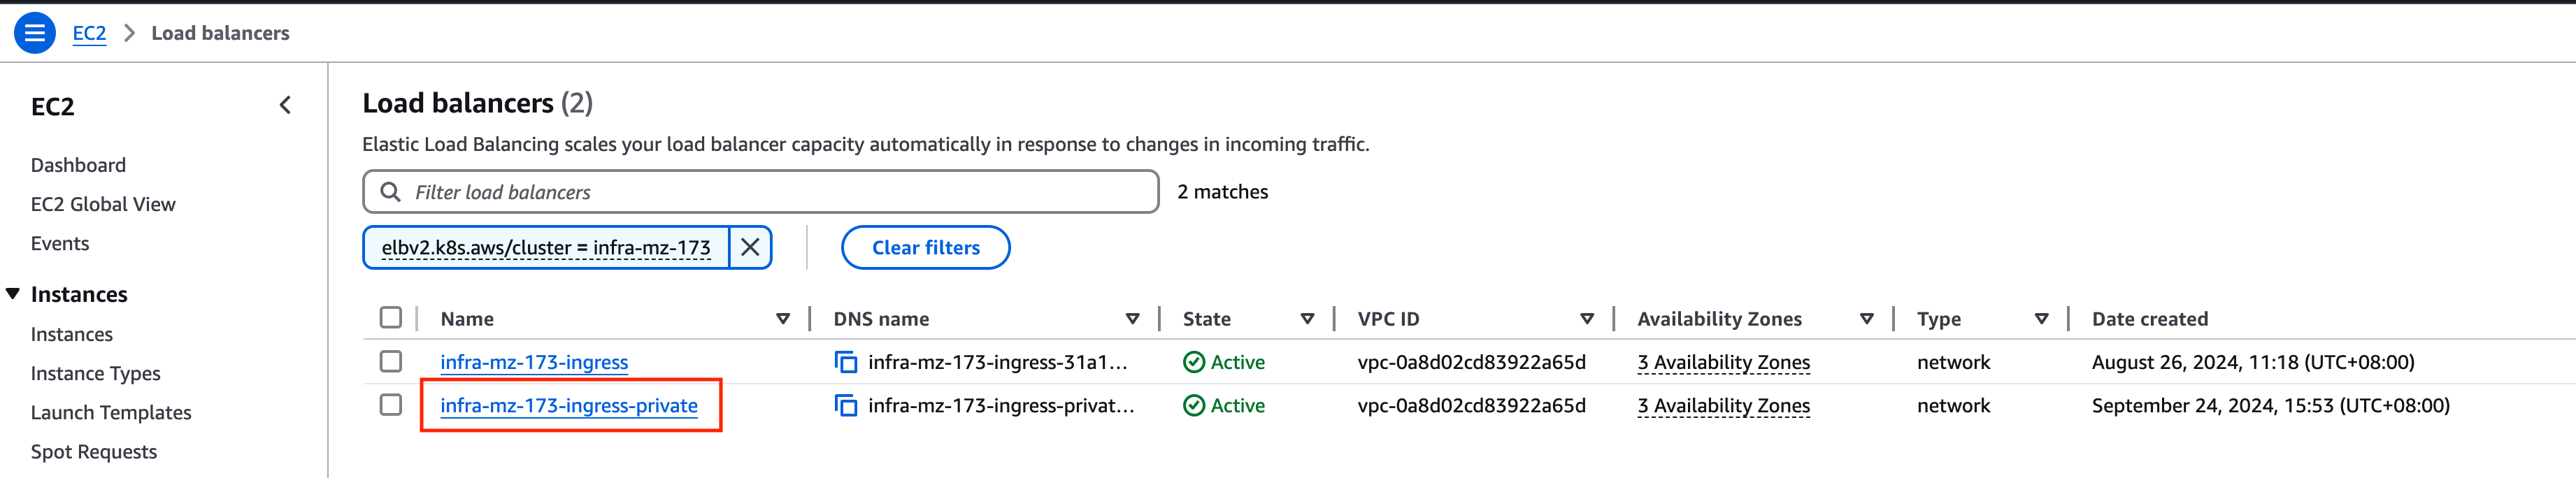 EC2 > Load balancers
EC2
Dashboard
EC2 Global View
Events
Instances
Instances
Instance Types
Launch Templates
Spot Requests
Load balancers (2)
Elastic Load Balancing scales your load balancer capacity automatically in response to changes in incoming traffic.
Filter load balancers 2 matches
elbv2.k8s.aws/cluster = infra-mz-173 Clear filters
Name DNS name State VPC ID Availability Zones Type Date created
infra-mz-173-ingress infra-mz-173-ingress-31a1... Active vpc-0a8d02cd83922a65d 3 Availability Zones network August 26, 2024, 11:18 (UTC+08:00)
infra-mz-173-ingress-private infra-mz-173-ingress-privat... Active vpc-0a8d02cd83922a65d 3 Availability Zones network September 24, 2024, 15:53 (UTC+08:00)